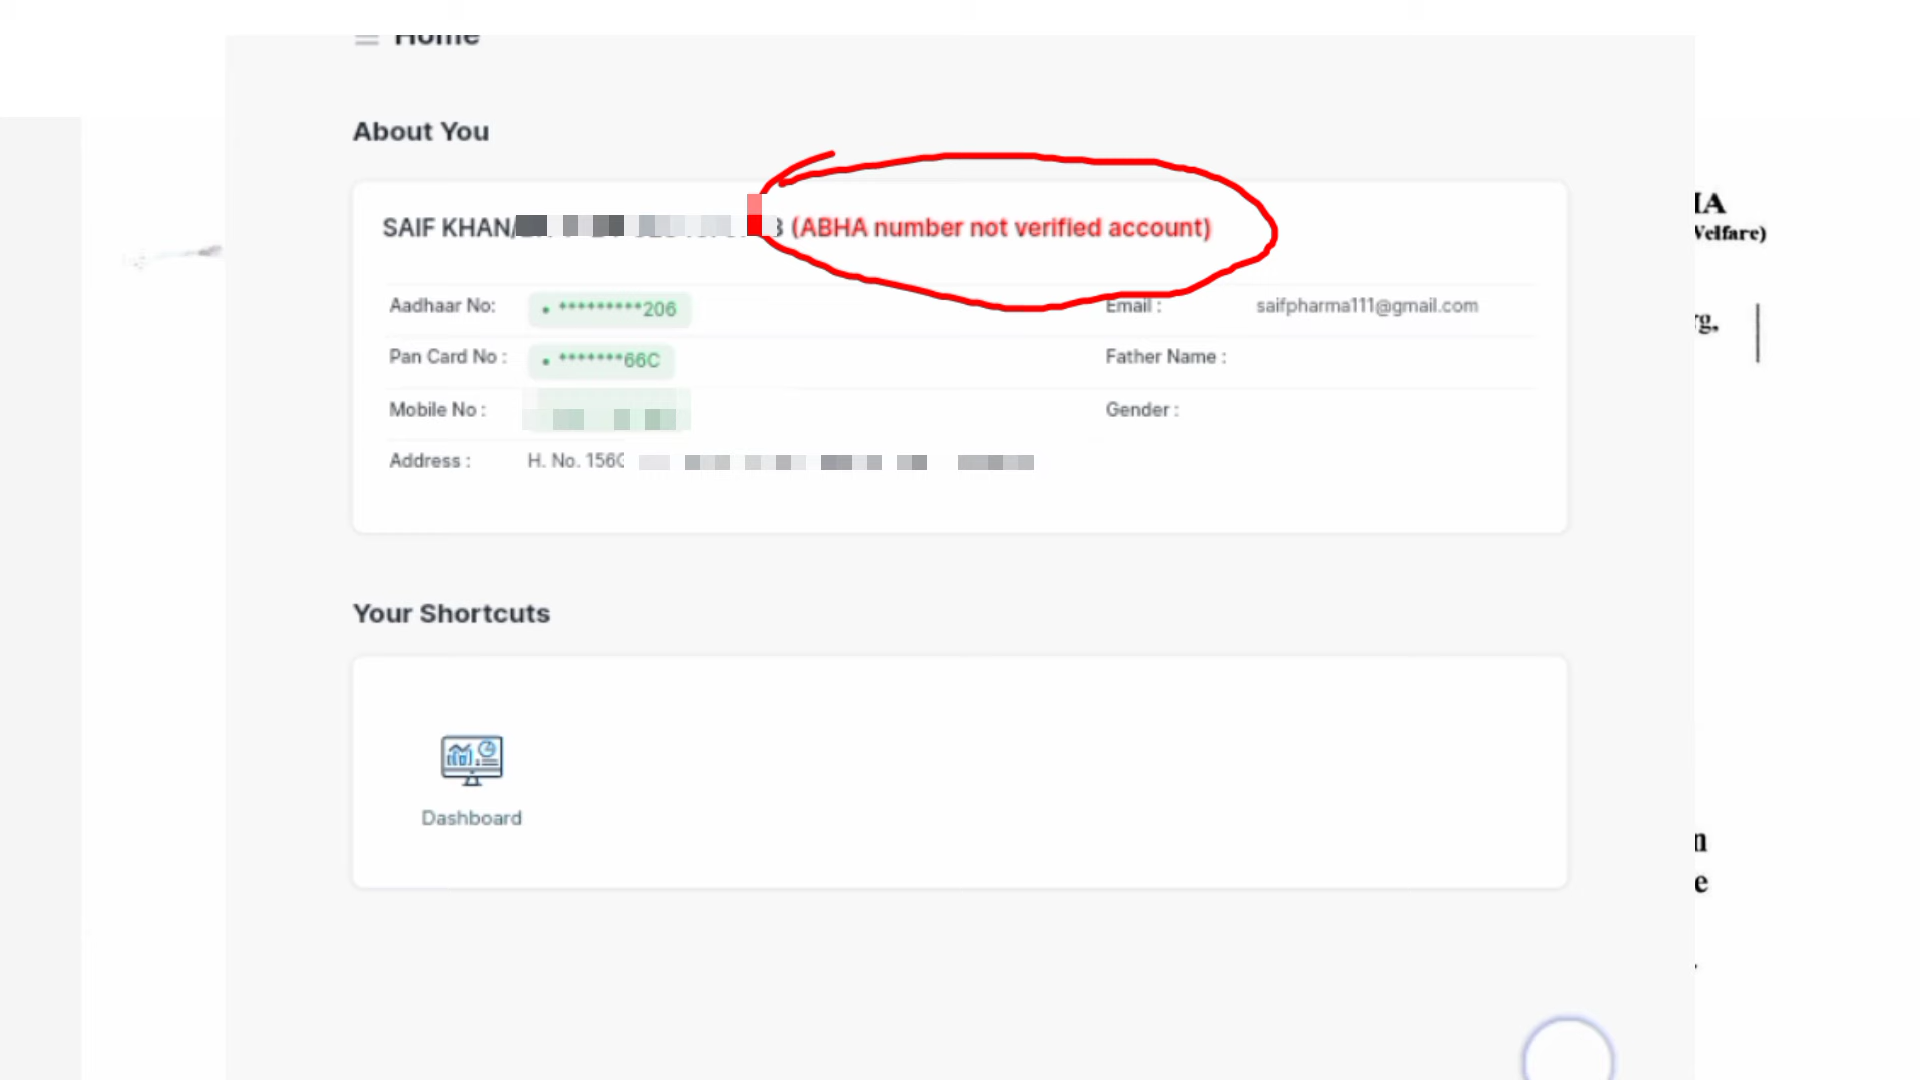 Home
About You
SAIF KHAN/ (ABHA number not verified account)
Aadhaar No: • *********206
Email : saifpharma111@gmail.com
Pan Card No : • *******66C
Father Name :
Mobile No :
Gender :
Address : H. No.
Your Shortcuts
Dashboard
Welfare)